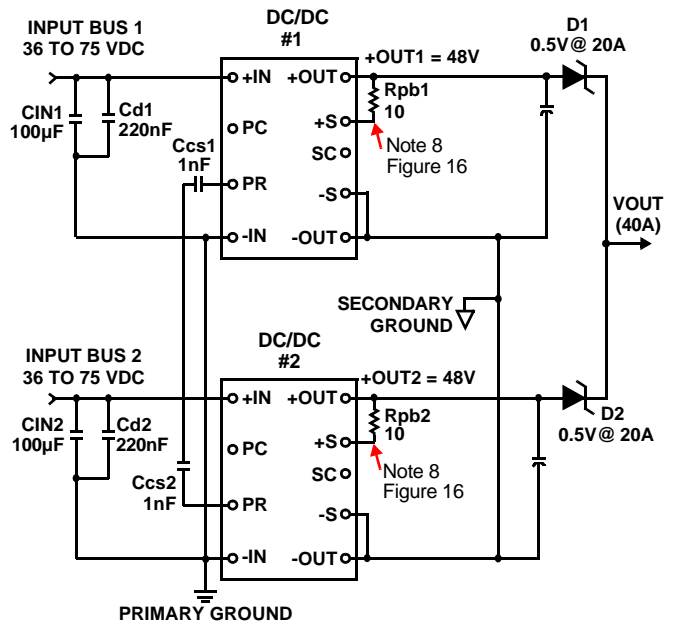 INPUT BUS 1
36 TO 75 VDC
CIN1
100µF
Cd1
220nF
Ccs1
1nF
DC/DC
#1
+IN
+OUT
PC
+S
SC
PR
-S
-IN
-OUT
+OUT1 = 48V
Rpb1
10
Note 8
Figure 16
D1
0.5V@ 20A
VOUT
(40A)
SECONDARY
GROUND
INPUT BUS 2
36 TO 75 VDC
CIN2
100µF
Cd2
220nF
Ccs2
1nF
DC/DC
#2
+IN
+OUT
PC
+S
SC
PR
-S
-IN
-OUT
+OUT2 = 48V
Rpb2
10
Note 8
Figure 16
D2
0.5V@ 20A
PRIMARY GROUND